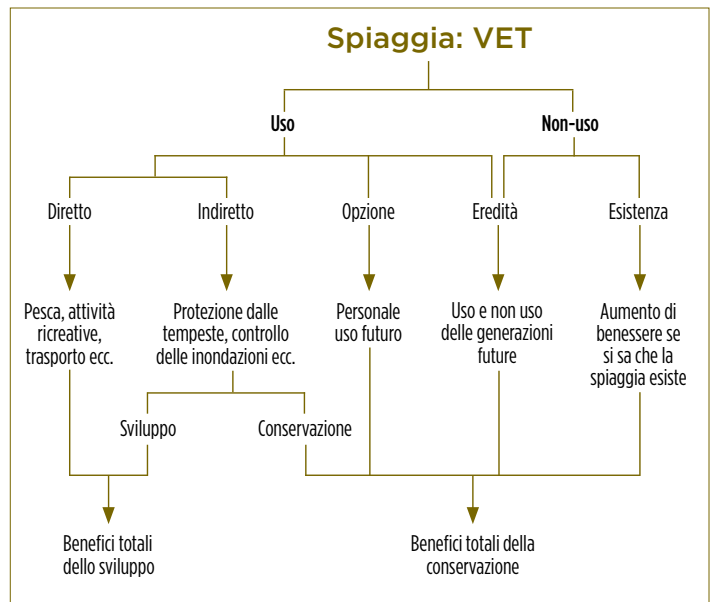 Spiaggia: VET
Uso
Non-uso
Diretto
Indiretto
Opzione
Eredità
Esistenza
Pesca, attività
ricreative,
trasporto ecc.
Protezione dalle
tempeste, controllo
delle inondazioni ecc.
Personale
uso futuro
Uso e non uso
delle generazioni
future
Aumento di
benessere se
si sa che la
spiaggia esiste
Sviluppo
Conservazione
Benefici totali
dello sviluppo
Benefici totali della
conservazione